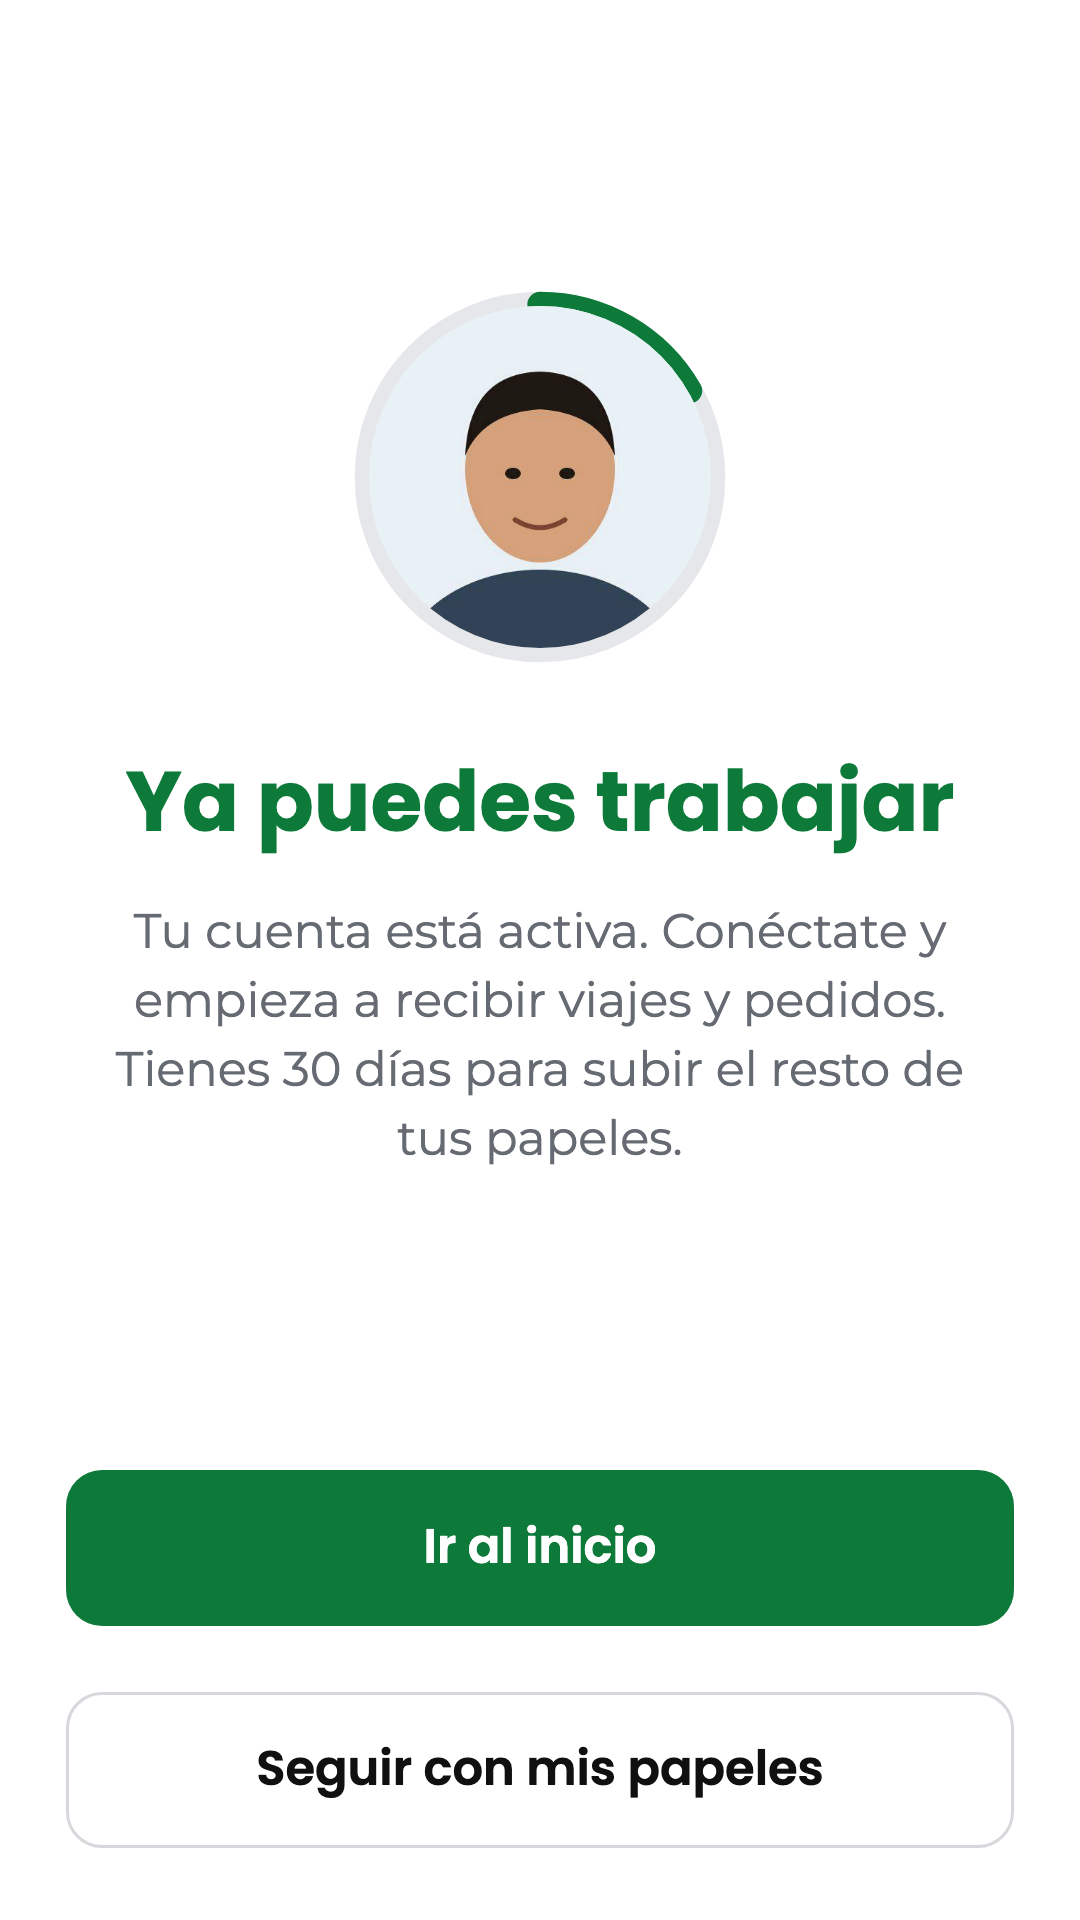 Ya puedes trabajar
Tu cuenta está activa. Conéctate y
empieza a recibir viajes y pedidos.
Tienes 30 días para subir el resto de
tus papeles.
Ir al inicio
Seguir con mis papeles